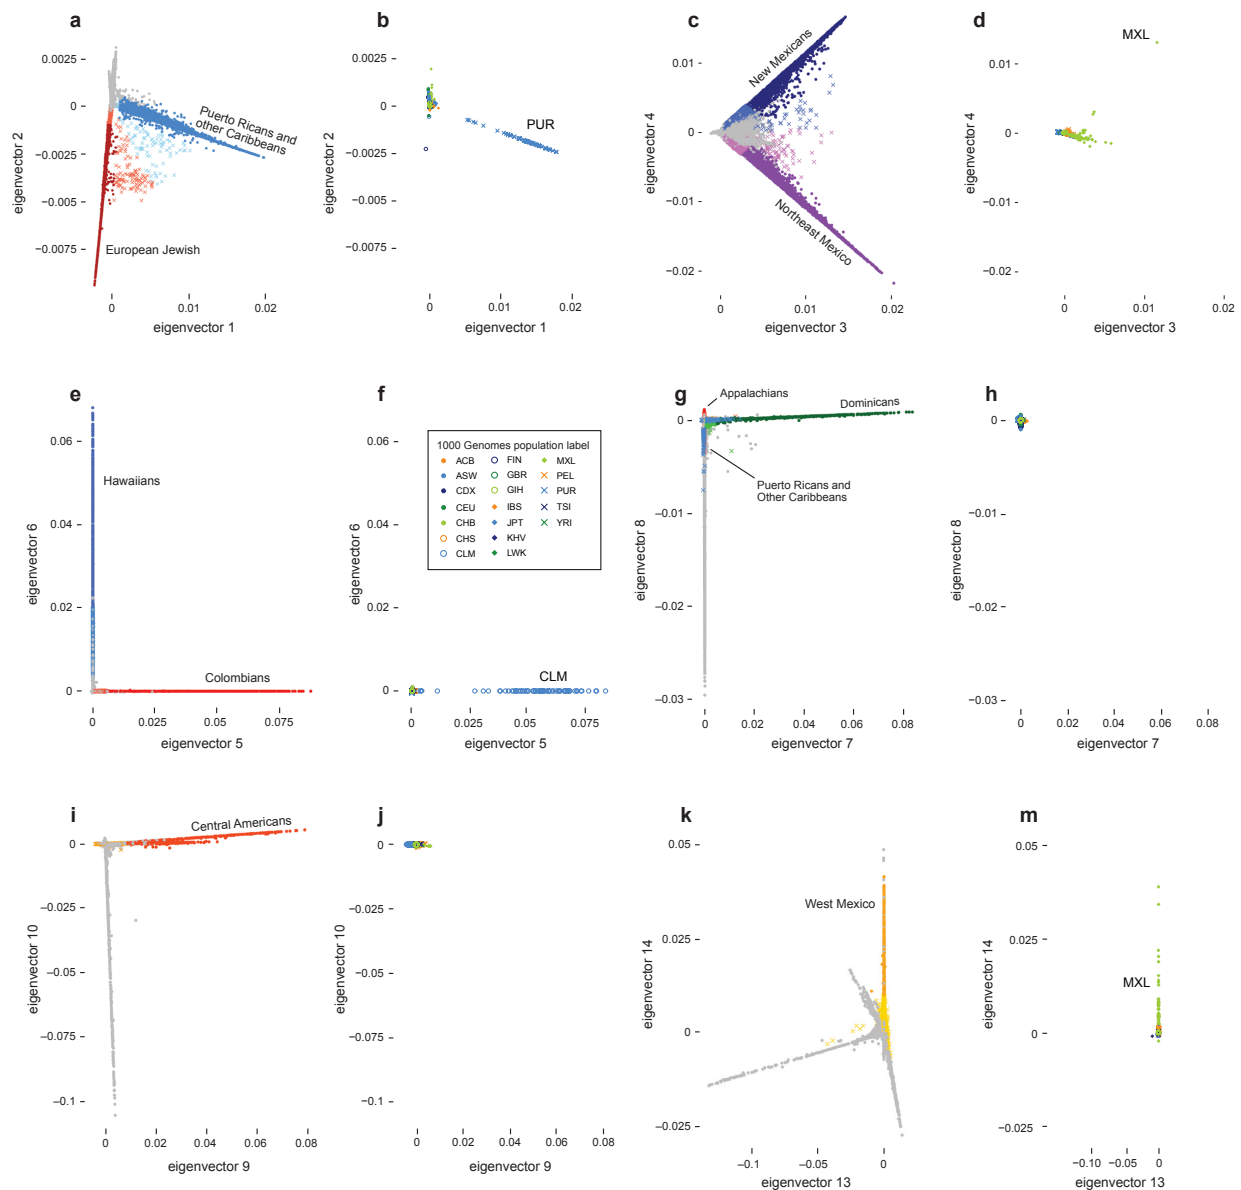 a
0.0025
0
−0.0025
−0.005
−0.0075
eigenvector 2
Puerto Ricans and
other Caribbeans
European Jewish
0
0.01
0.02
eigenvector 1
b
0.0025
0
−0.0025
−0.005
−0.0075
eigenvector 2
PUR
0
0.01
0.02
eigenvector 1
c
0.01
0
−0.01
−0.02
eigenvector 4
New Mexicans
Northeast Mexico
0
0.01
0.02
eigenvector 3
d
MXL
0.01
0
−0.01
−0.02
eigenvector 4
0
0.01
0.02
eigenvector 3
e
0.06
0.04
0.02
0
eigenvector 6
Hawaiians
Colombians
0
0.025
0.05
0.075
eigenvector 5
f
0.06
0.04
0.02
0
eigenvector 6
1000 Genomes population label
ACB
ASW
CDX
CEU
CHB
CHS
CLM
FIN
GBR
GIH
IBS
JPT
KHV
LWK
MXL
PEL
PUR
TSI
YRI
CLM
0
0.025
0.05
0.075
eigenvector 5
g
Appalachians
Dominicans
Puerto Ricans and
Other Caribbeans
0
−0.01
−0.02
−0.03
eigenvector 8
0
0.02
0.04
0.06
0.08
eigenvector 7
h
0
−0.01
−0.02
−0.03
eigenvector 8
0
0.02
0.04
0.06
0.08
eigenvector 7
i
Central Americans
0
−0.025
−0.05
−0.075
−0.1
eigenvector 10
0
0.02
0.04
0.06
0.08
eigenvector 9
j
0
−0.025
−0.05
−0.075
−0.1
eigenvector 10
0
0.02
0.04
0.06
0.08
eigenvector 9
k
0.05
0.025
0
−0.025
eigenvector 14
West Mexico
−0.1
−0.05
0
eigenvector 13
m
0.05
0.025
0
−0.025
eigenvector 14
MXL
−0.10
−0.05
0
eigenvector 13